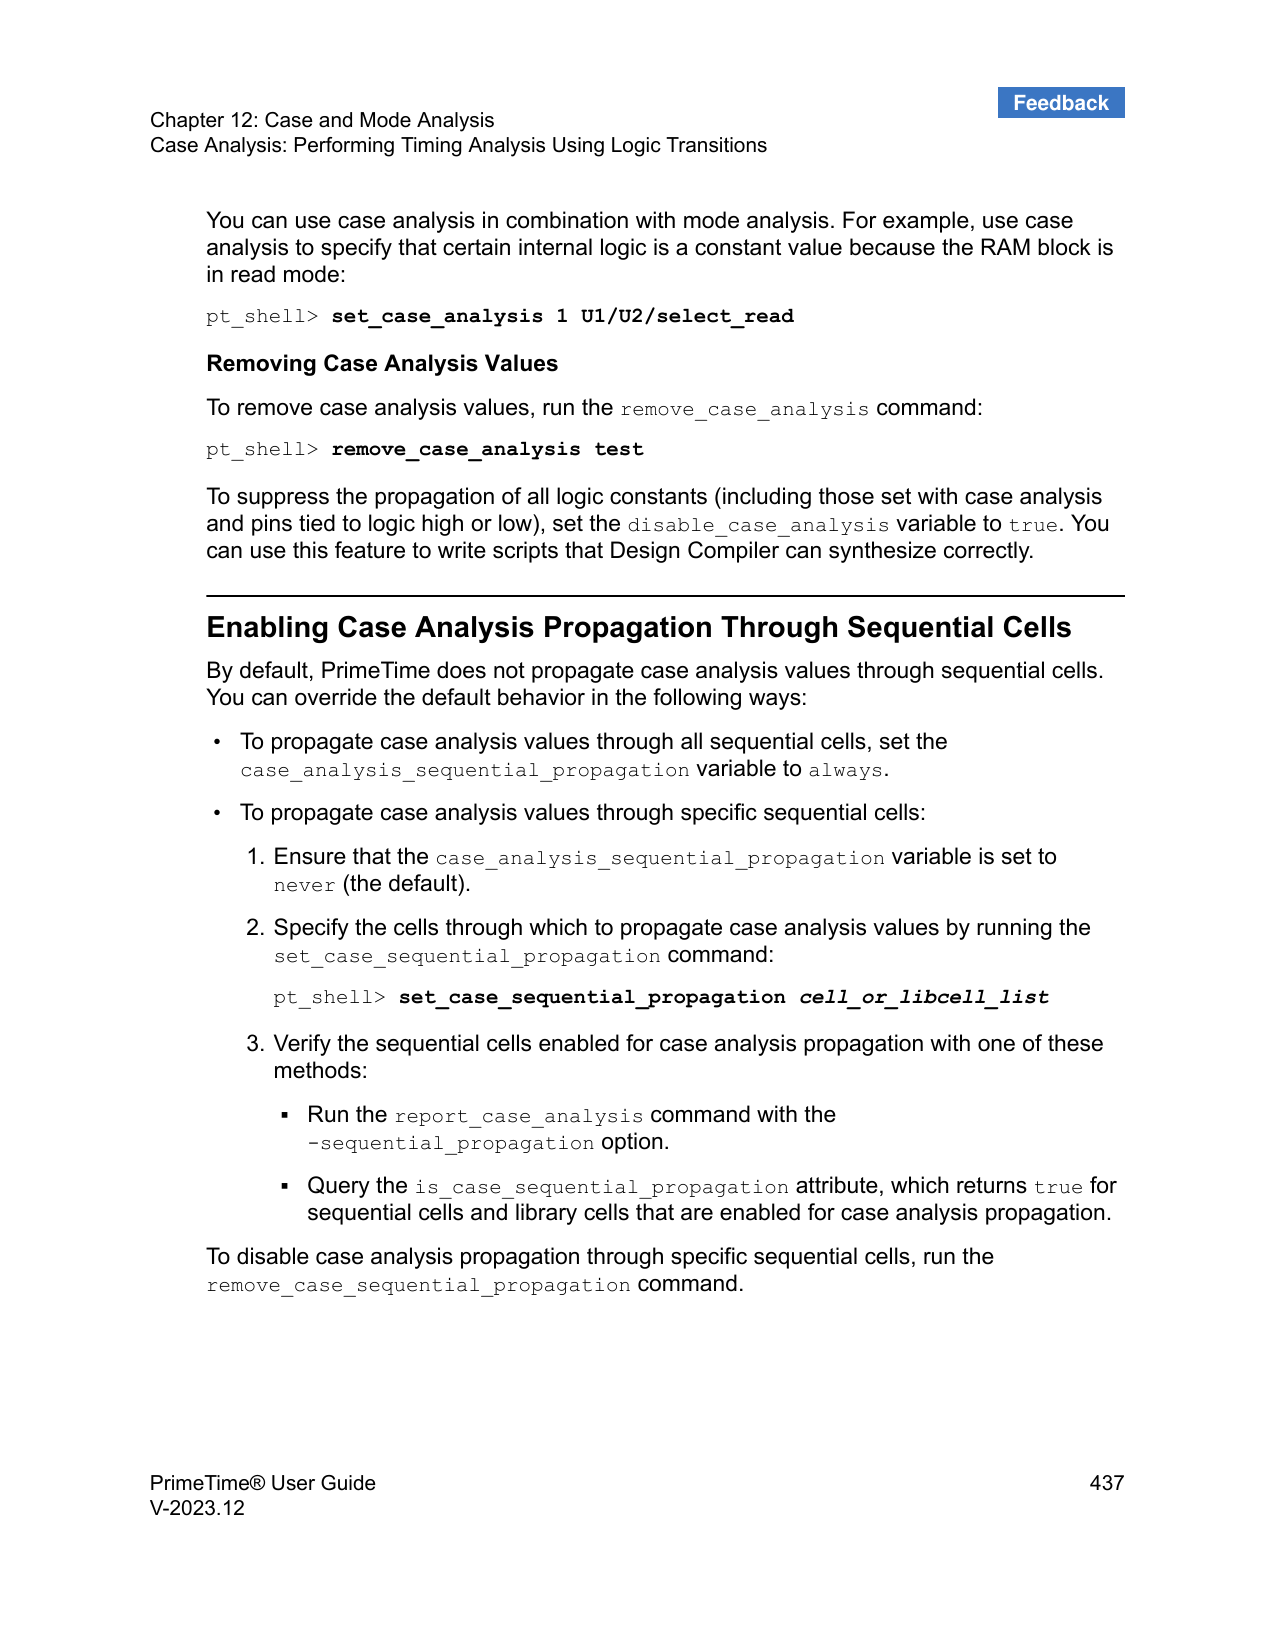 Feedback
Chapter 12: Case and Mode Analysis
Case Analysis: Performing Timing Analysis Using Logic Transitions
You can use case analysis in combination with mode analysis. For example, use case
analysis to specify that certain internal logic is a constant value because the RAM block is
in read mode:
pt_shell> set_case_analysis 1 U1/U2/select_read
Removing Case Analysis Values
To remove case analysis values, run the remove_case_analysis command:
pt_shell> remove_case_analysis test
To suppress the propagation of all logic constants (including those set with case analysis
and pins tied to logic high or low), set the disable_case_analysis variable to true. You
can use this feature to write scripts that Design Compiler can synthesize correctly.
Enabling Case Analysis Propagation Through Sequential Cells
By default, PrimeTime does not propagate case analysis values through sequential cells.
You can override the default behavior in the following ways:
• To propagate case analysis values through all sequential cells, set the
case_analysis_sequential_propagation variable to always.
• To propagate case analysis values through specific sequential cells:
1. Ensure that the case_analysis_sequential_propagation variable is set to
never (the default).
2. Specify the cells through which to propagate case analysis values by running the
set_case_sequential_propagation command:
pt_shell> set_case_sequential_propagation cell_or_libcell_list
3. Verify the sequential cells enabled for case analysis propagation with one of these
methods:
▪ Run the report_case_analysis command with the
-sequential_propagation option.
▪ Query the is_case_sequential_propagation attribute, which returns true for
sequential cells and library cells that are enabled for case analysis propagation.
To disable case analysis propagation through specific sequential cells, run the
remove_case_sequential_propagation command.
PrimeTime® User Guide 437
V-2023.12